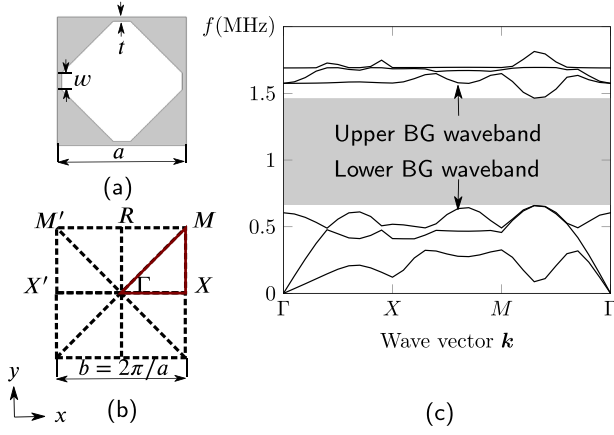 t
w
a
(a)
M′
R
M
X′
Γ
X
b = 2π/a
y
x
(b)
f(MHz)
1.5
1
0.5
0
Upper BG waveband
Lower BG waveband
Γ
X
M
Γ
Wave vector k
(c)